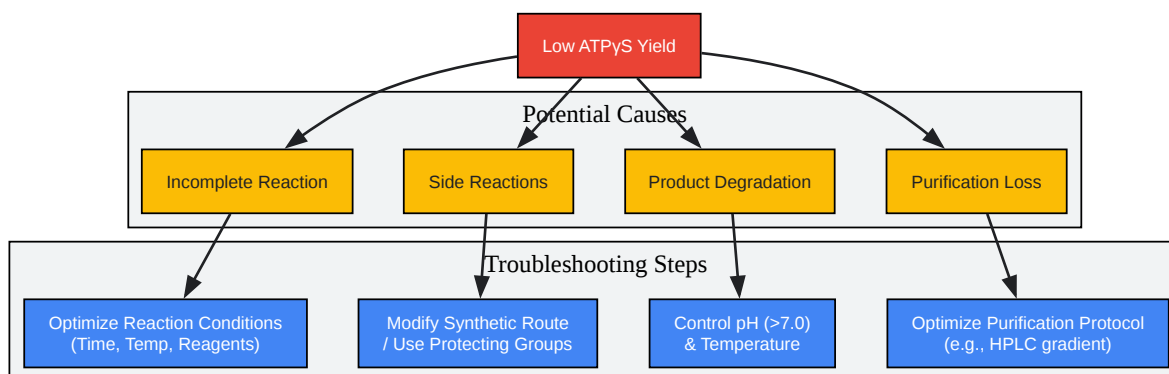 Low ATPγS Yield
Potential Causes
Incomplete Reaction
Side Reactions
Product Degradation
Purification Loss
Troubleshooting Steps
Optimize Reaction Conditions
(Time, Temp, Reagents)
Modify Synthetic Route
/ Use Protecting Groups
Control pH (>7.0)
& Temperature
Optimize Purification Protocol
(e.g., HPLC gradient)